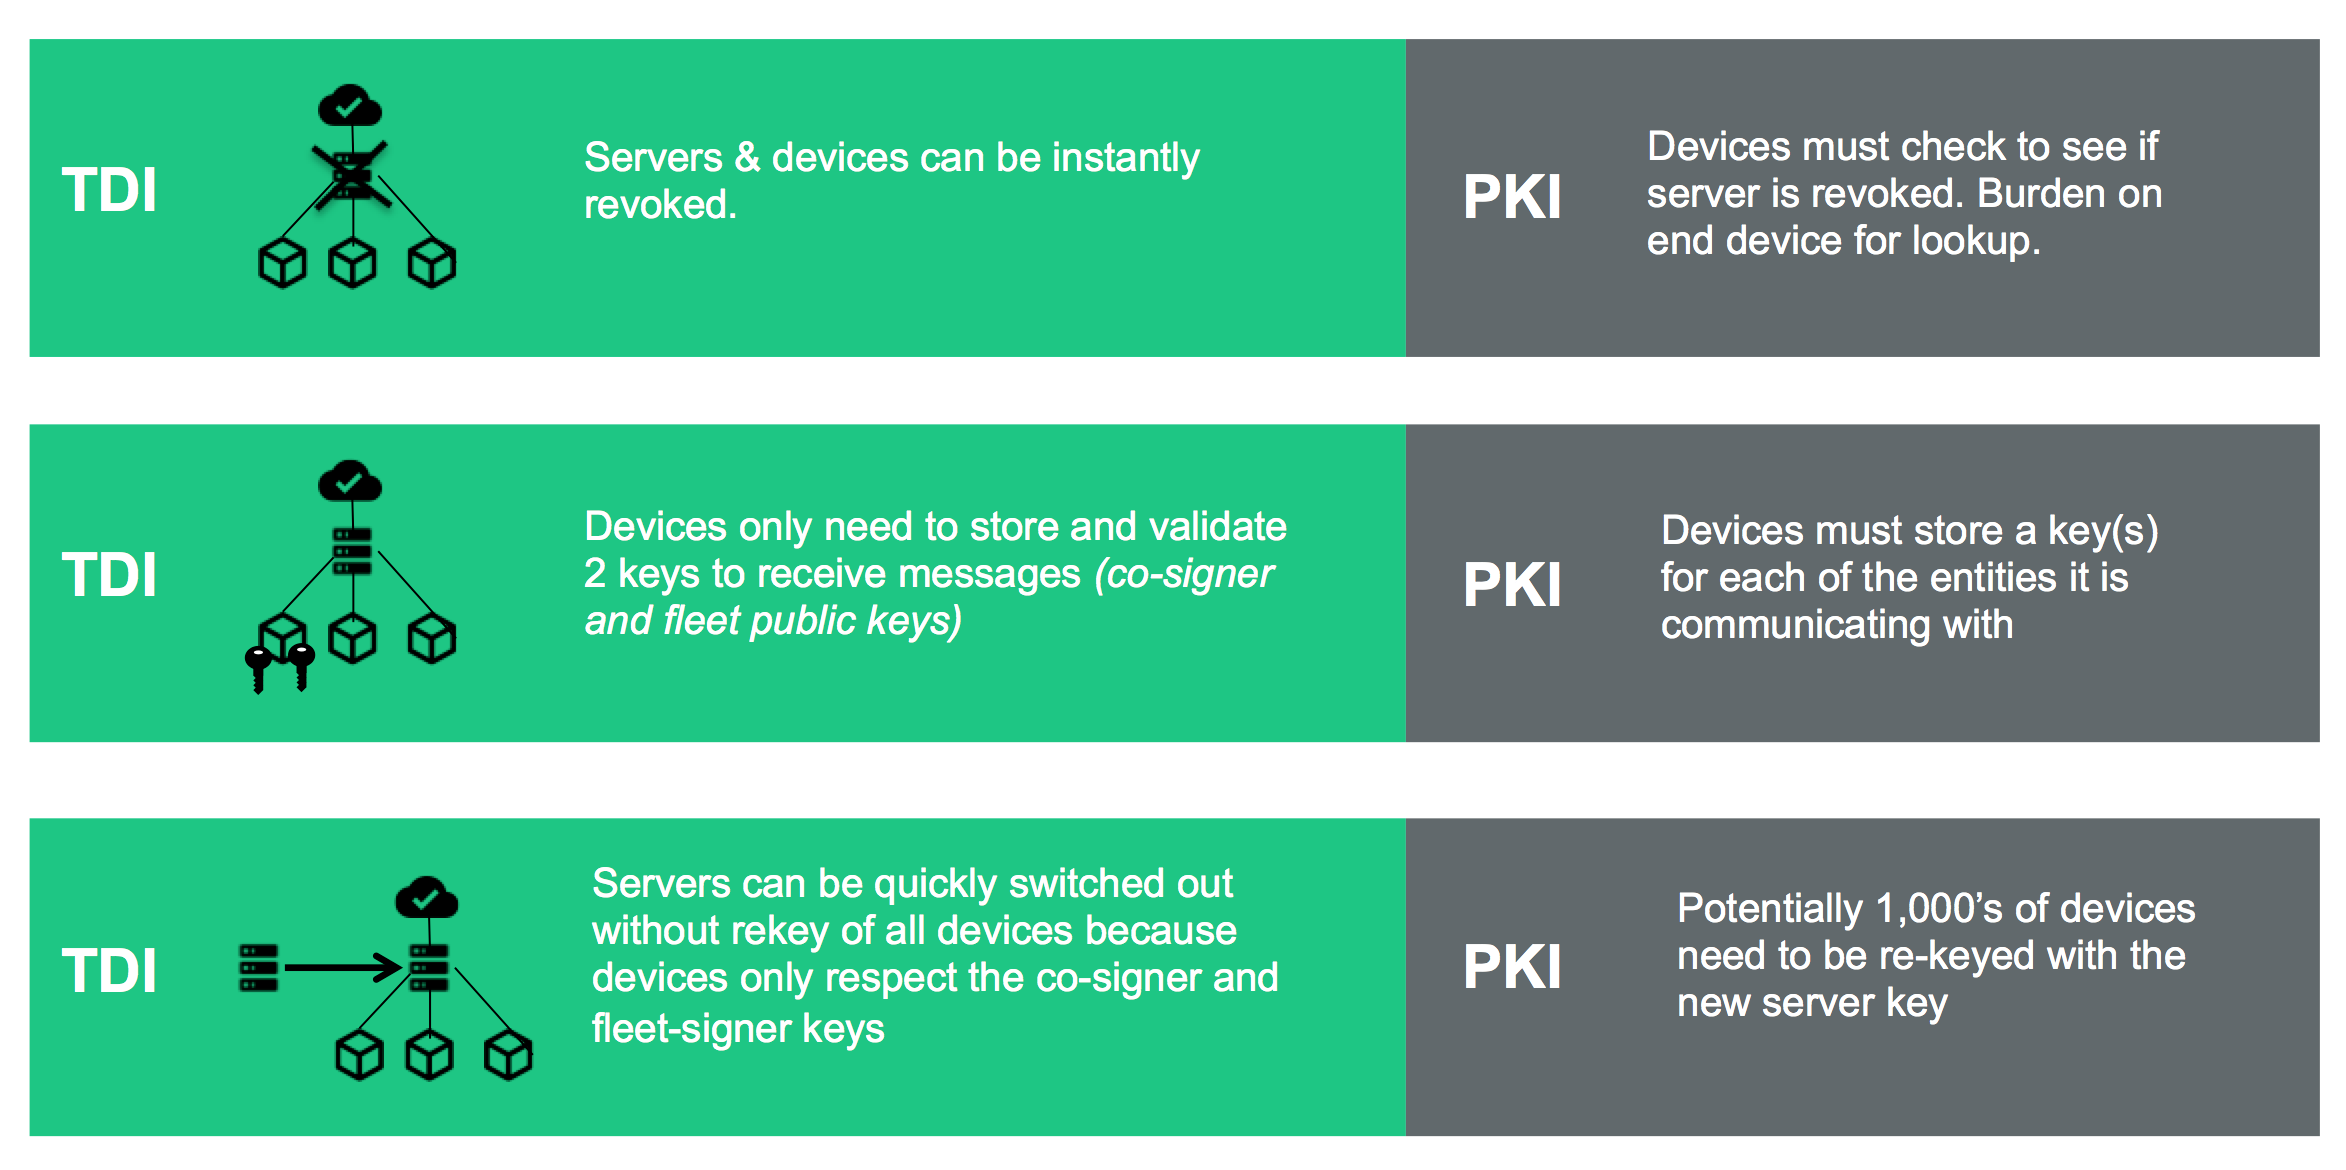 TDI
Servers & devices can be instantly
revoked.
PKI
Devices must check to see if
server is revoked. Burden on
end device for lookup.
TDI
Devices only need to store and validate
2 keys to receive messages (co-signer
and fleet public keys)
PKI
Devices must store a key(s)
for each of the entities it is
communicating with
TDI
Servers can be quickly switched out
without rekey of all devices because
devices only respect the co-signer and
fleet-signer keys
PKI
Potentially 1,000’s of devices
need to be re-keyed with the
new server key